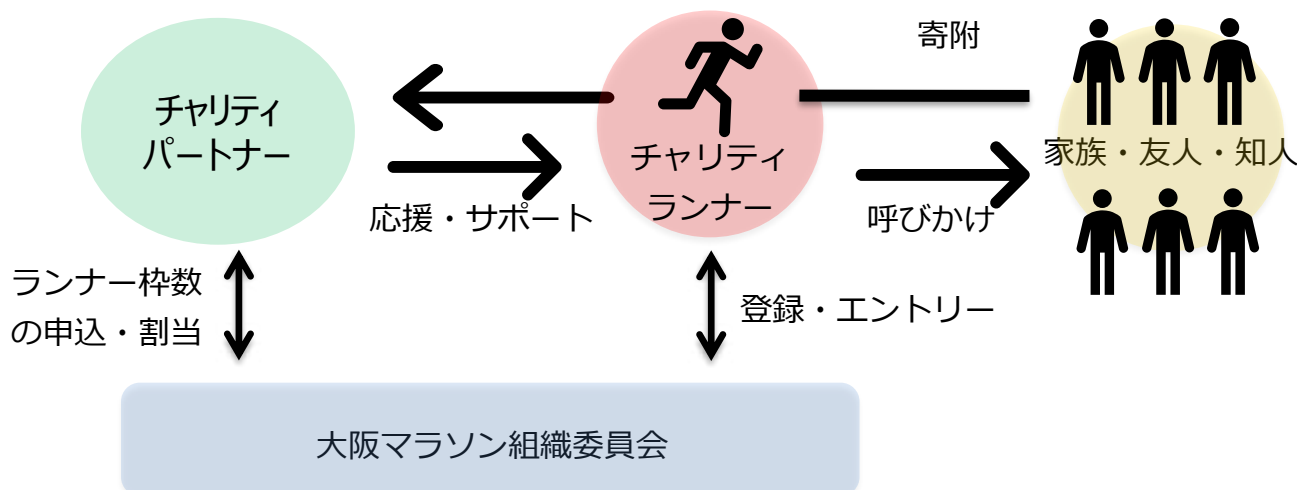 寄附
チャリティ
パートナー
チャリティ
ランナー
家族・友人・知人
応援・サポート
呼びかけ
ランナー枠数
の申込・割当
登録・エントリー
大阪マラソン組織委員会